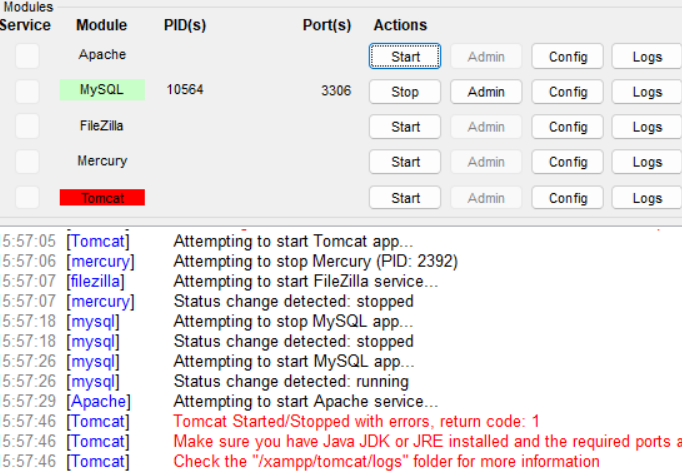 Modules
Service Module PID(s) Port(s) Actions
Apache Start Admin Config Logs
MySQL 10564 3306 Stop Admin Config Logs
FileZilla Start Admin Config Logs
Mercury Start Admin Config Logs
Tomcat Start Admin Config Logs
5:57:05 [Tomcat] Attempting to start Tomcat app...
5:57:06 [mercury] Attempting to stop Mercury (PID: 2392)
5:57:07 [filezilla] Attempting to start FileZilla service...
5:57:07 [mercury] Status change detected: stopped
5:57:18 [mysql] Attempting to stop MySQL app...
5:57:18 [mysql] Status change detected: stopped
5:57:26 [mysql] Attempting to start MySQL app...
5:57:26 [mysql] Status change detected: running
5:57:29 [Apache] Attempting to start Apache service...
5:57:46 [Tomcat] Tomcat Started/Stopped with errors, return code: 1
5:57:46 [Tomcat] Make sure you have Java JDK or JRE installed and the required ports a
5:57:46 [Tomcat] Check the "/xampp/tomcat/logs" folder for more information